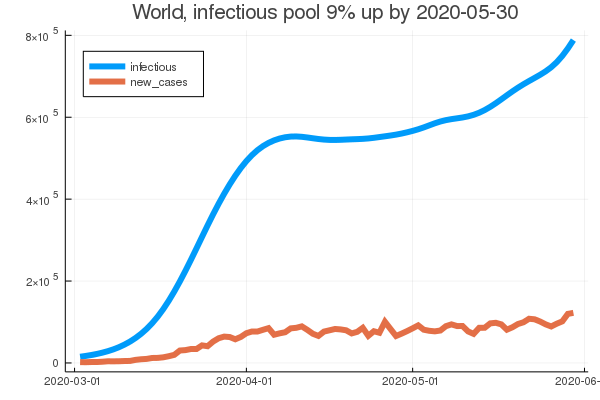 World, infectious pool 9% up by 2020-05-30
8×10 5
infectious
new_cases
6×10 5
4×10 5
2×10 5
0
2020-03-01 2020-04-01 2020-05-01 2020-06-